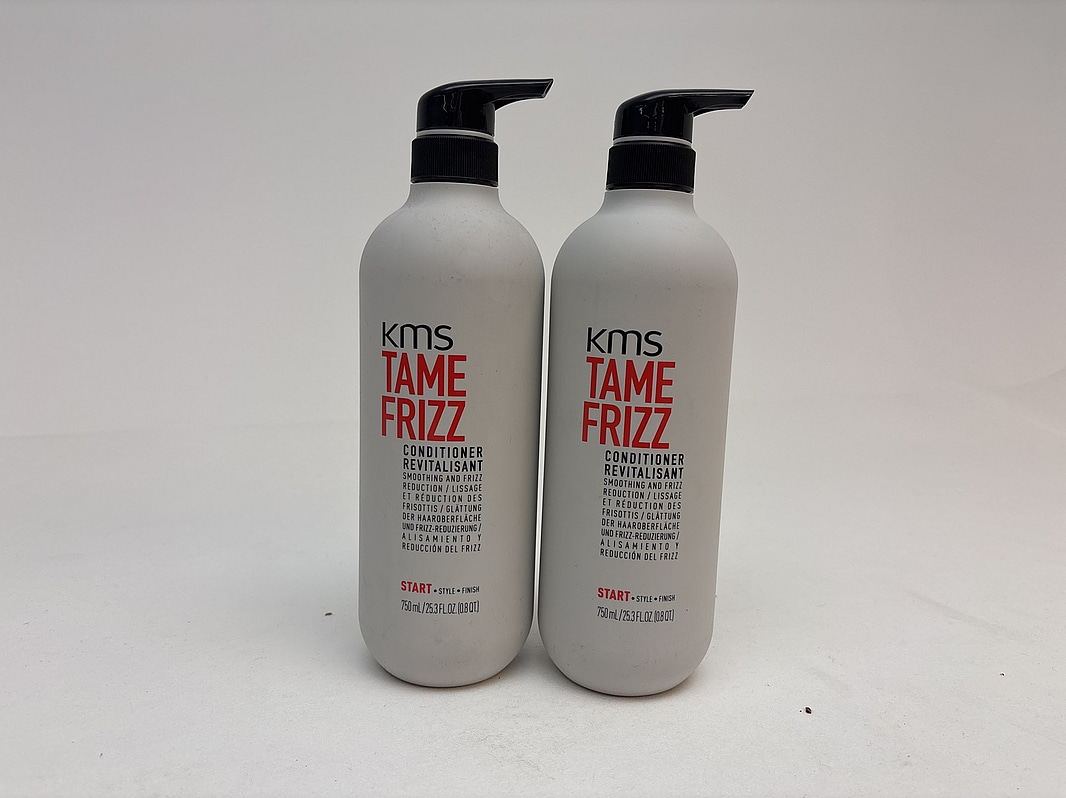 kms
TAME
FRIZZ
CONDITIONER
REVITALISANT
SMOOTHING AND FRIZZ
REDUCTION / LISSAGE
ET RÉDUCTION DES
FRISOTTIS / GLÄTTUNG
DER HAAROBERFLÄCHE
UND FRIZZ-REDUZIERUNG /
ALISAMIENTO Y
REDUCCIÓN DEL FRIZZ
START • STYLE • FINISH
750 mL / 25.3 FL.OZ. (0.8 QT.)
kms
TAME
FRIZZ
CONDITIONER
REVITALISANT
SMOOTHING AND FRIZZ
REDUCTION / LISSAGE
ET RÉDUCTION DES
FRISOTTIS / GLÄTTUNG
DER HAAROBERFLÄCHE
UND FRIZZ-REDUZIERUNG /
ALISAMIENTO Y
REDUCCIÓN DEL FRIZZ
START • STYLE • FINISH
750 mL / 25.3 FL.OZ. (0.8 QT.)